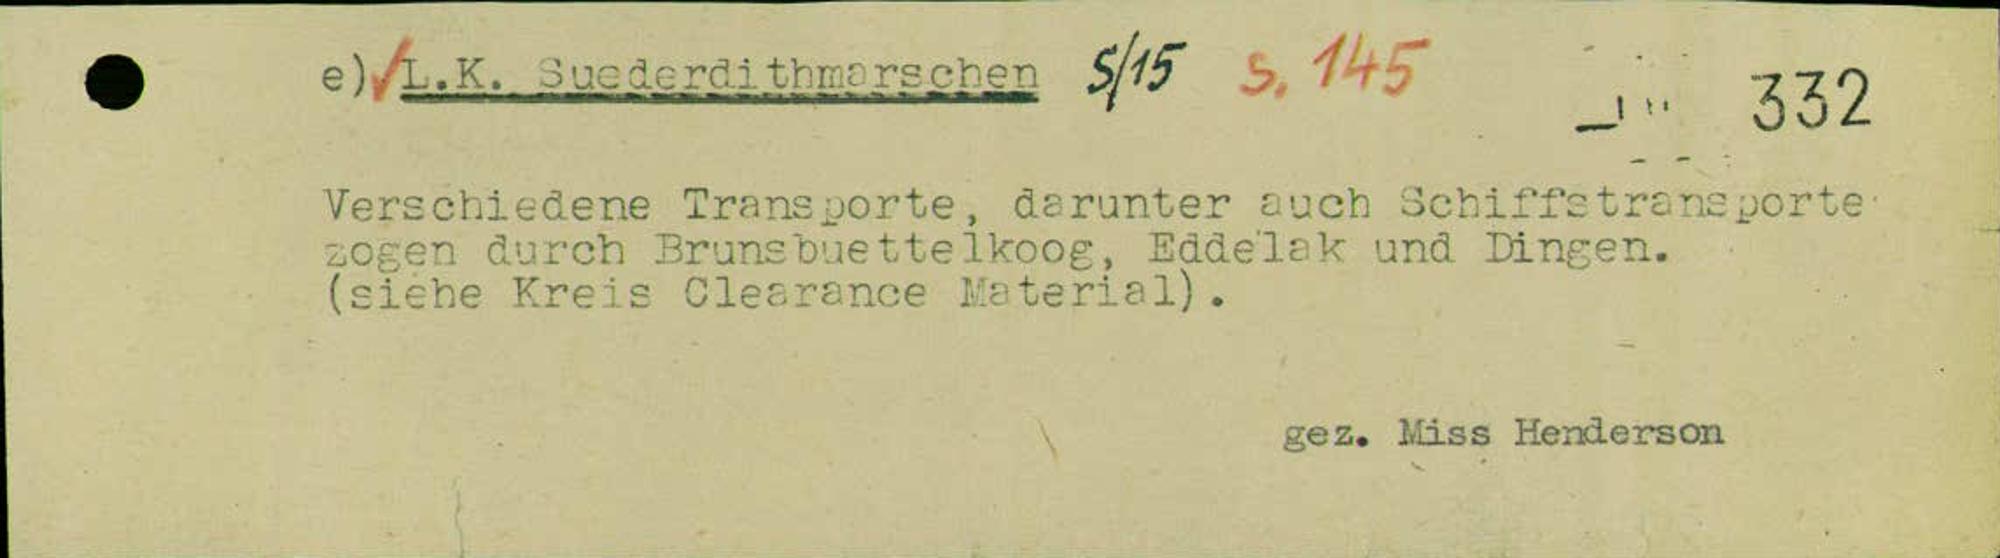 e) L.K. Suederdithmarschen S/15 S. 145
332
Verschiedene Transporte, darunter auch Schiffstransporte
zogen durch Brunsbuettelkoog, Eddelak und Dingen.
(siehe Kreis Clearance Material).
gez. Miss Henderson